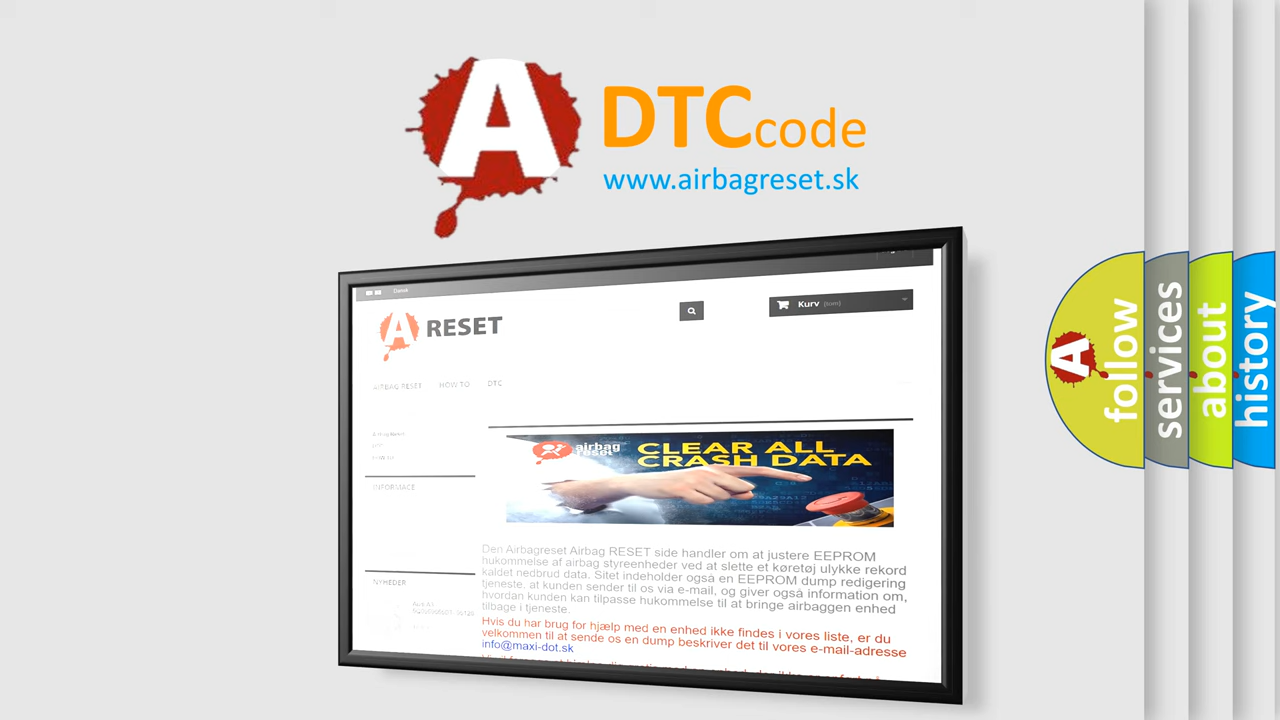 A DTCcode
www.airbagreset.sk
Dansk
A RESET
Kurv (tom)
AIRBAG RESET HOW TO DTC
HOW TO
INFORMACE
airbag
reset
CLEAR ALL
CRASH DATA
Den Airbagreset Airbag RESET side handler om at justere EEPROM
hukommelse af airbag styreenheder ved at slette et køretøj ulykke rekord
kaldet nedbrud data. Sitet indeholder også en EEPROM dump redigering
tjeneste, at kunden sender til os via e-mail, og giver også information om,
hvordan kunden kan tilpasse hukommelse til at bringe airbaggen enhed
tilbage i tjeneste.
Hvis du har brug for hjælp med en enhed ikke findes i vores liste, er du
velkommen til at sende os en dump beskriver det til vores e-mail-adresse
info@maxi-dot.sk
NYHEDER
A
follow
services
about
history